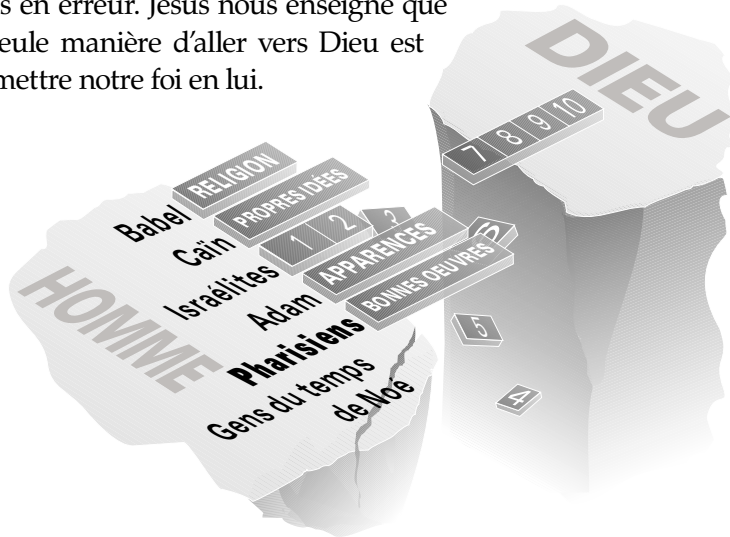 s en erreur. Jésus nous enseigne que
eule manière d'aller vers Dieu est
mettre notre foi en lui.
DIEU
7 8 9 10
RELIGION
Babel
PROPRES IDÉES
Caïn
1 2 3
Israélites
6
APPARENCES
Adam
BONNES OEUVRES
Pharisiens
5
HOMME
Gens du temps
de Noé
4